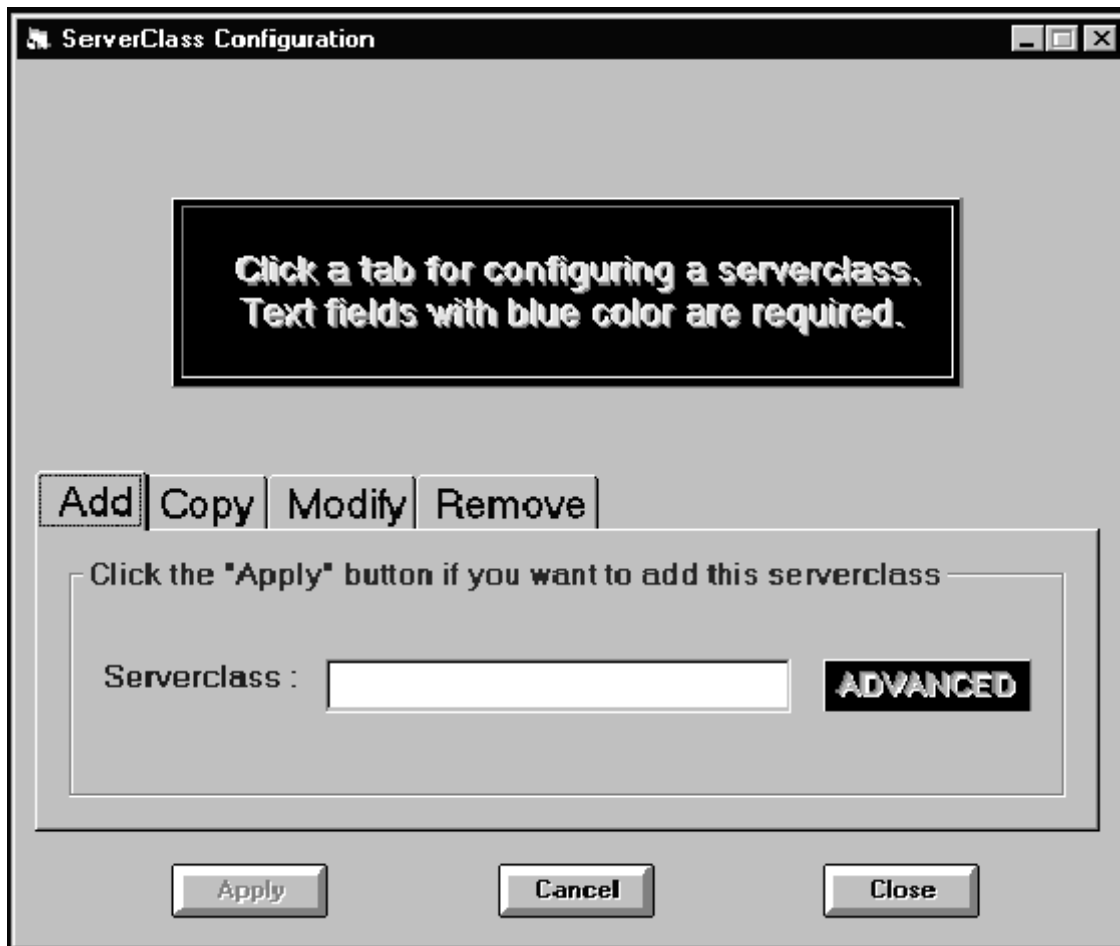 ServerClass Configuration
Click a tab for configuring a serverclass.
Text fields with blue color are required.
Add Copy Modify Remove
Click the "Apply" button if you want to add this serverclass
Serverclass : ADVANCED
Apply Cancel Close